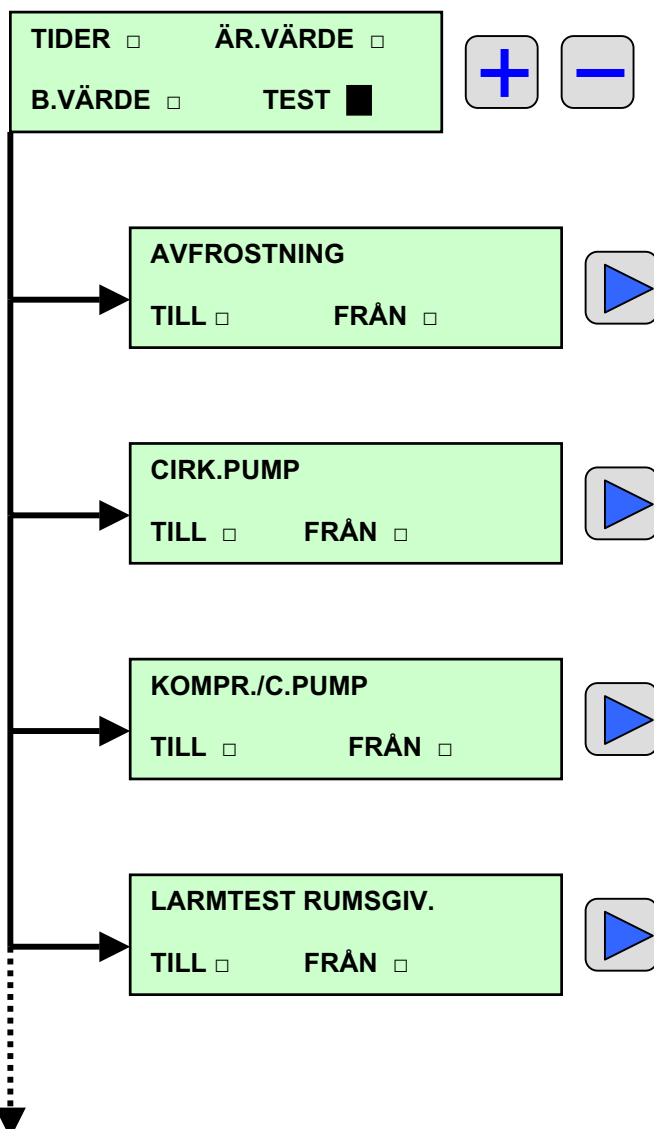 TIDER □ ÄR.VÄRDE □
B.VÄRDE □ TEST ■
AVFROSTNING
TILL □ FRÅN □
CIRK.PUMP
TILL □ FRÅN □
KOMPR./C.PUMP
TILL □ FRÅN □
LARMTEST RUMSGIV.
TILL □ FRÅN □